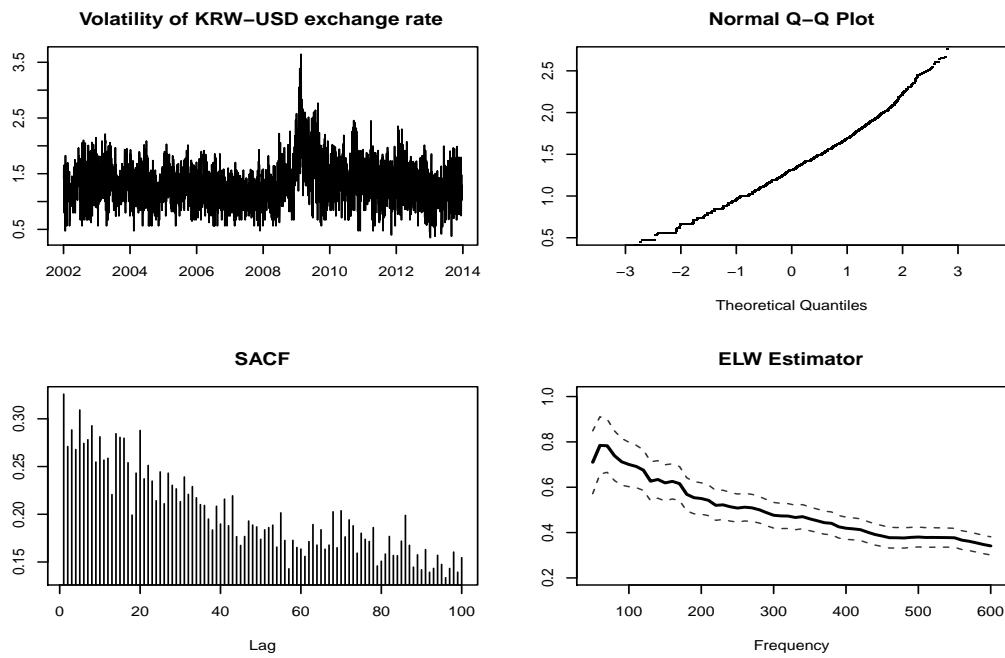 Volatility of KRW−USD exchange rate
3.5
2.5
1.5
0.5
2002 2004 2006 2008 2010 2012 2014
Normal Q−Q Plot
2.5
2.0
1.5
1.0
0.5
−3 −2 −1 0 1 2 3
Theoretical Quantiles
SACF
0.30
0.25
0.20
0.15
0 20 40 60 80 100
Lag
ELW Estimator
1.0
0.8
0.6
0.4
0.2
100 200 300 400 500 600
Frequency